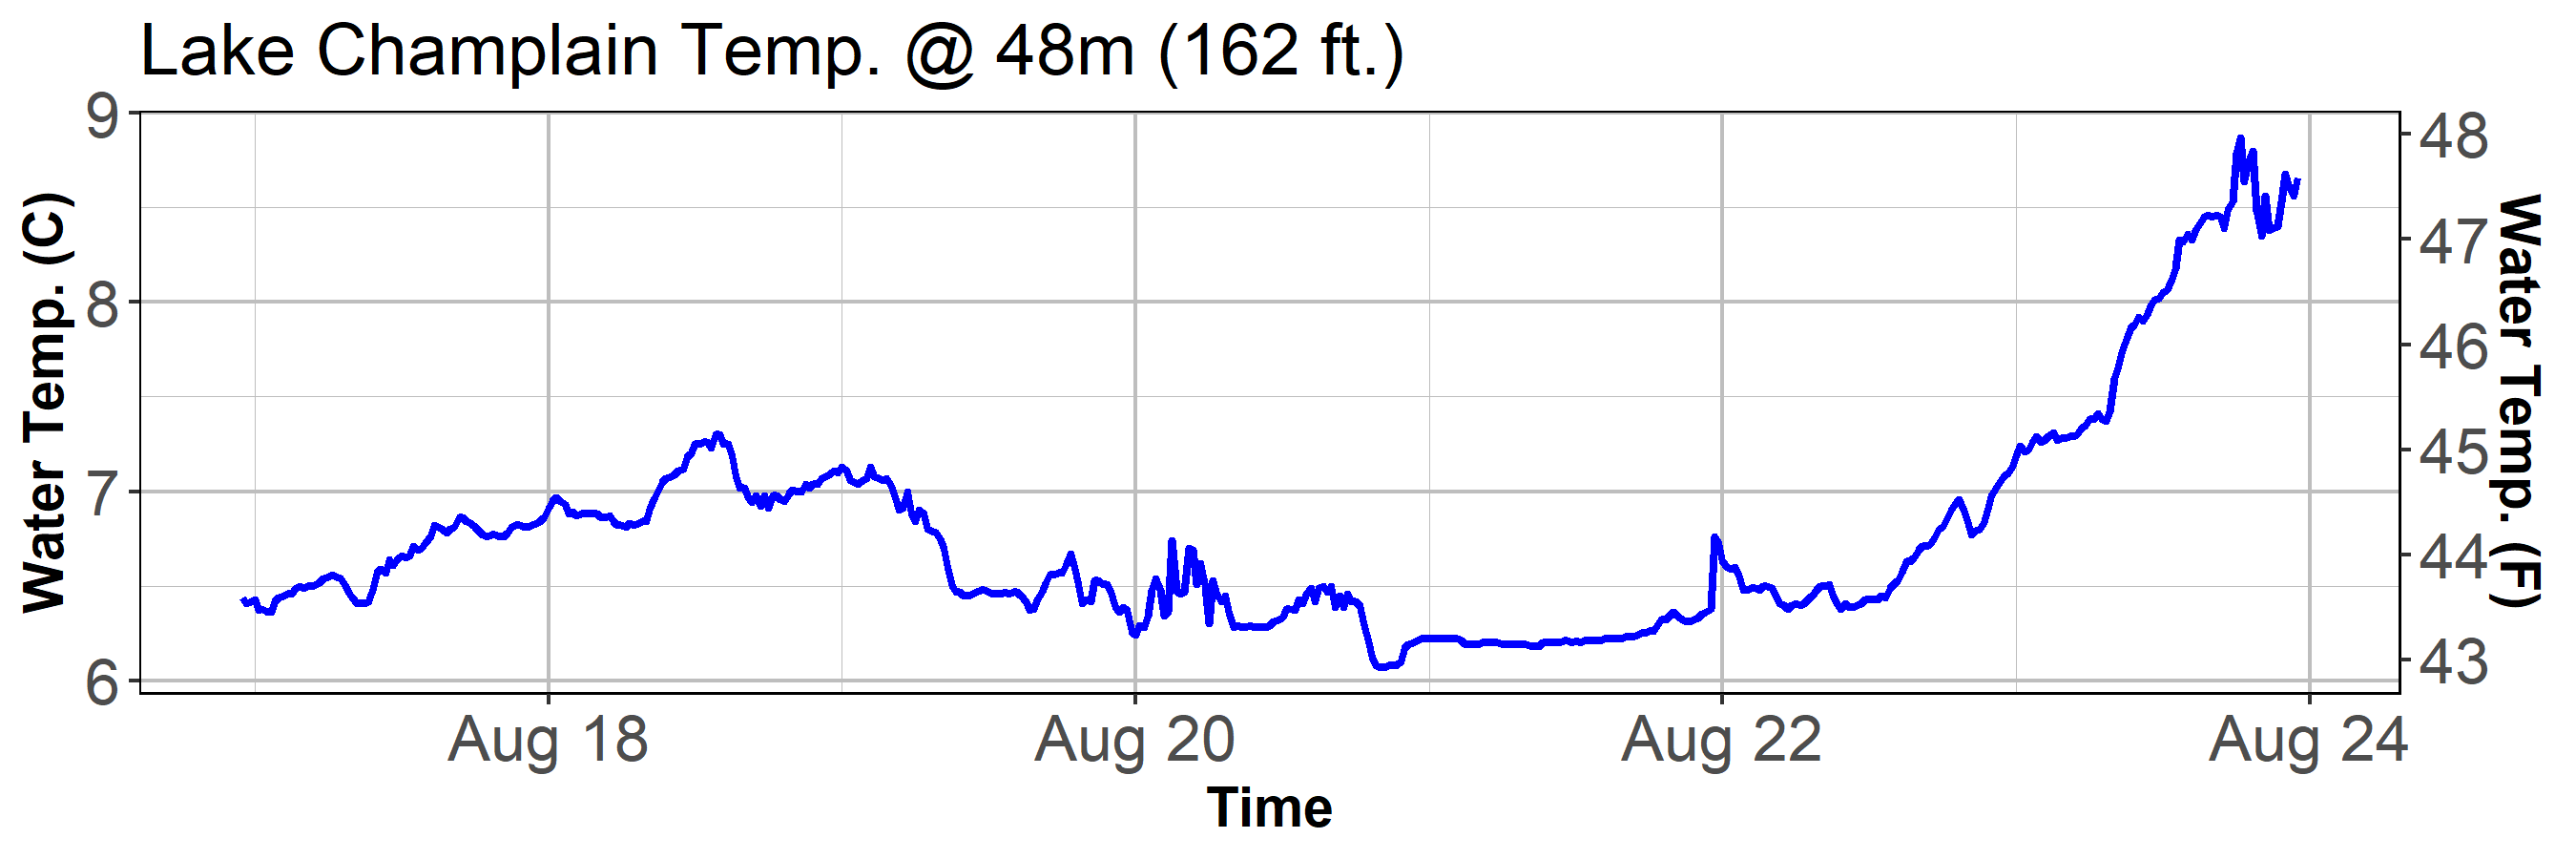 Lake Champlain Temp. @ 48m (162 ft.)
Water Temp. (C)
9
8
7
6
48
47
46
45
44
43
Water Temp. (F)
Aug 18 Aug 20 Aug 22 Aug 24
Time